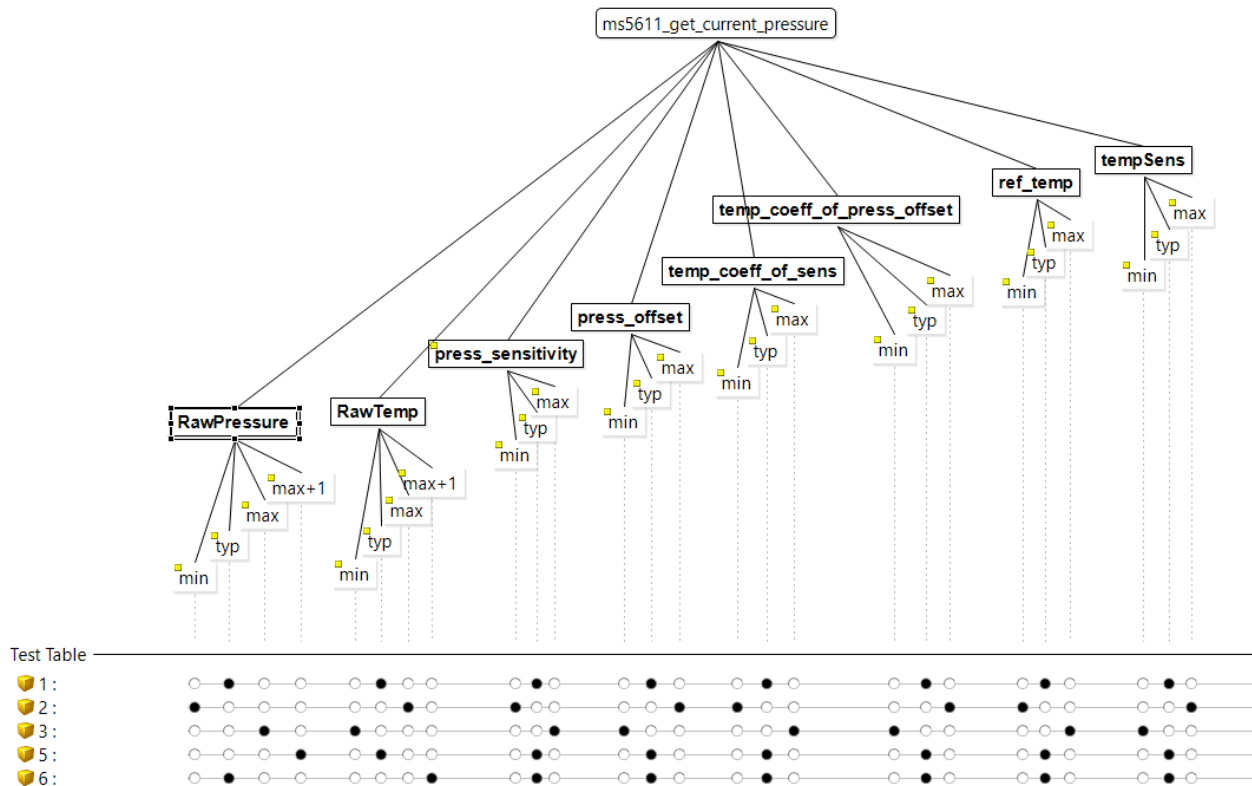 ms5611_get_current_pressure
tempSens
ref_temp
temp_coeff_of_press_offset
max
typ
min
max
typ
min
temp_coeff_of_sens
max
typ
min
press_offset
max
typ
min
press_sensitivity
max
typ
min
max
typ
min
RawPressure
RawTemp
max+1
max
typ
min
max+1
max
typ
min
Test Table
1 :
2 :
3 :
5 :
6 :